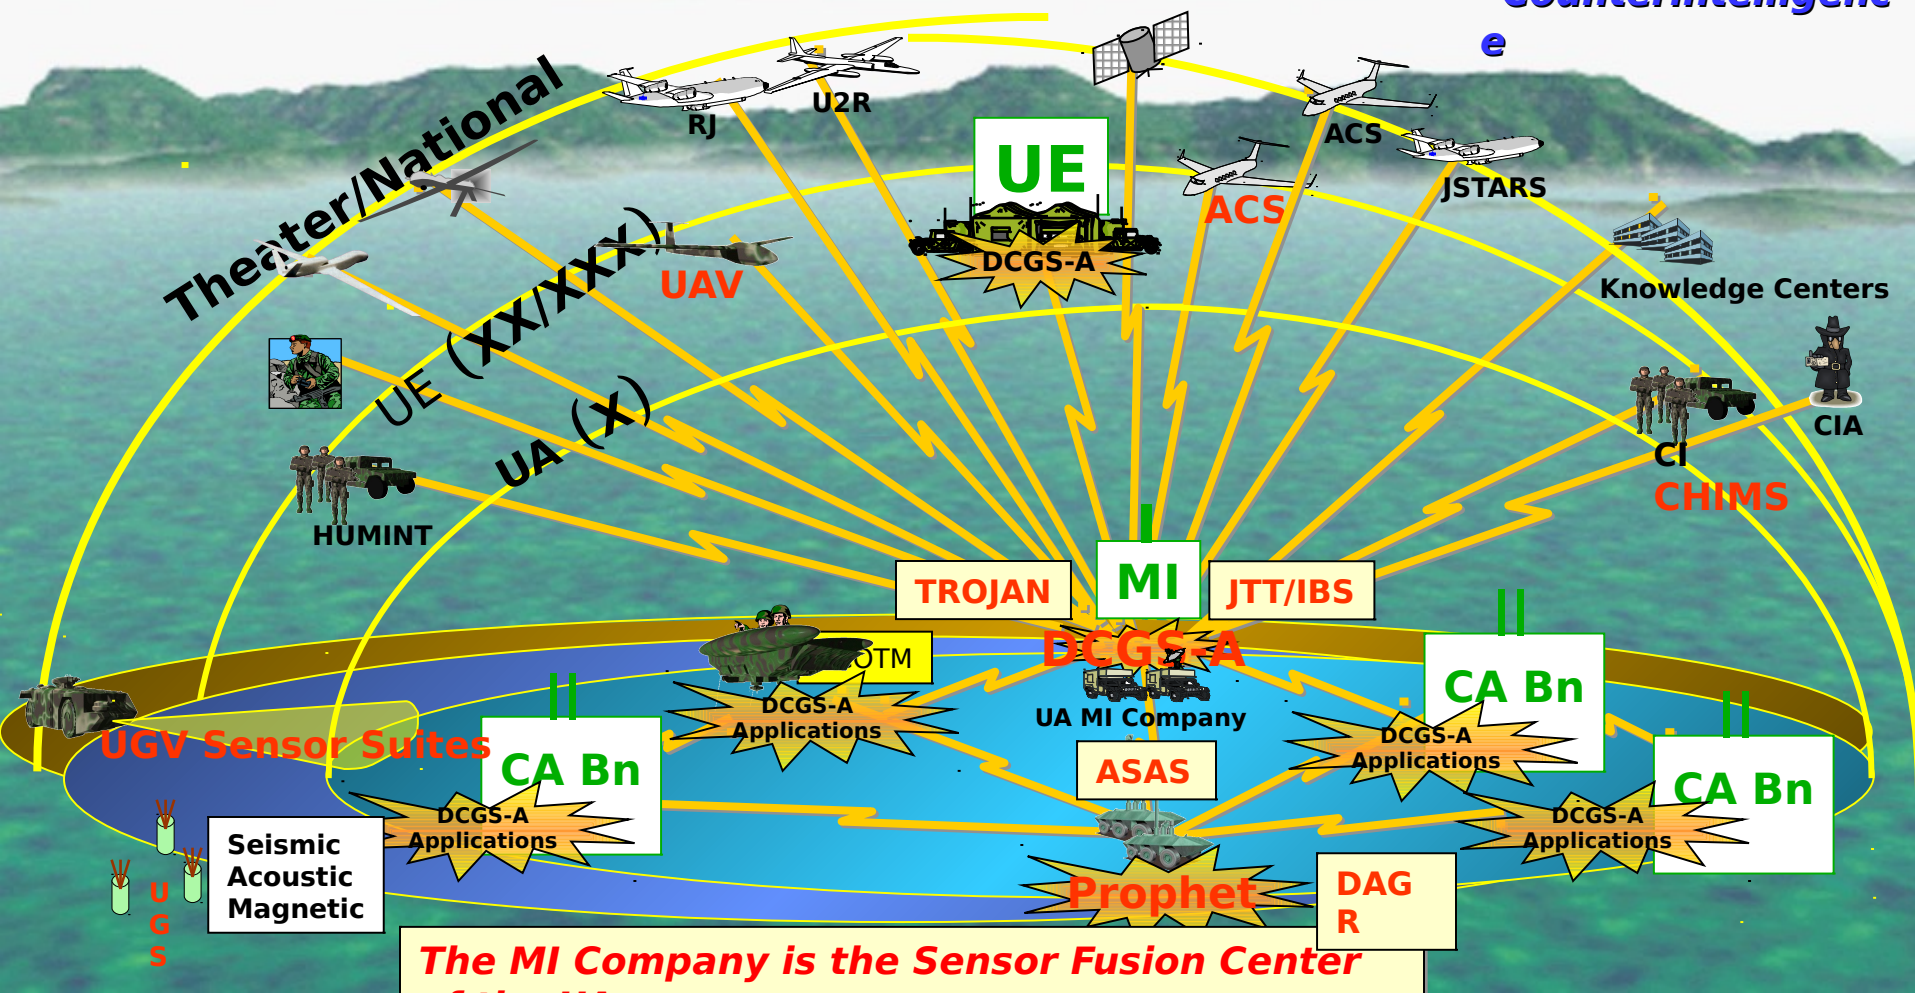 Counterintelligenc
e
Theater/National
RJ
U2R
ACS
JSTARS
UE
DCGS-A
ACS
UAV
UE (XX/XXX)
UA (X)
Knowledge Centers
CIA
CI
CHIMS
HUMINT
TROJAN
MI
JTT/IBS
DCGS-A
OTM
UA MI Company
CA Bn
CA Bn
CA Bn
DCGS-A
Applications
DCGS-A
Applications
DCGS-A
Applications
DCGS-A
Applications
UGV Sensor Suites
ASAS
Seismic
Acoustic
Magnetic
U
G
S
Prophet
DAG
R
The MI Company is the Sensor Fusion Center